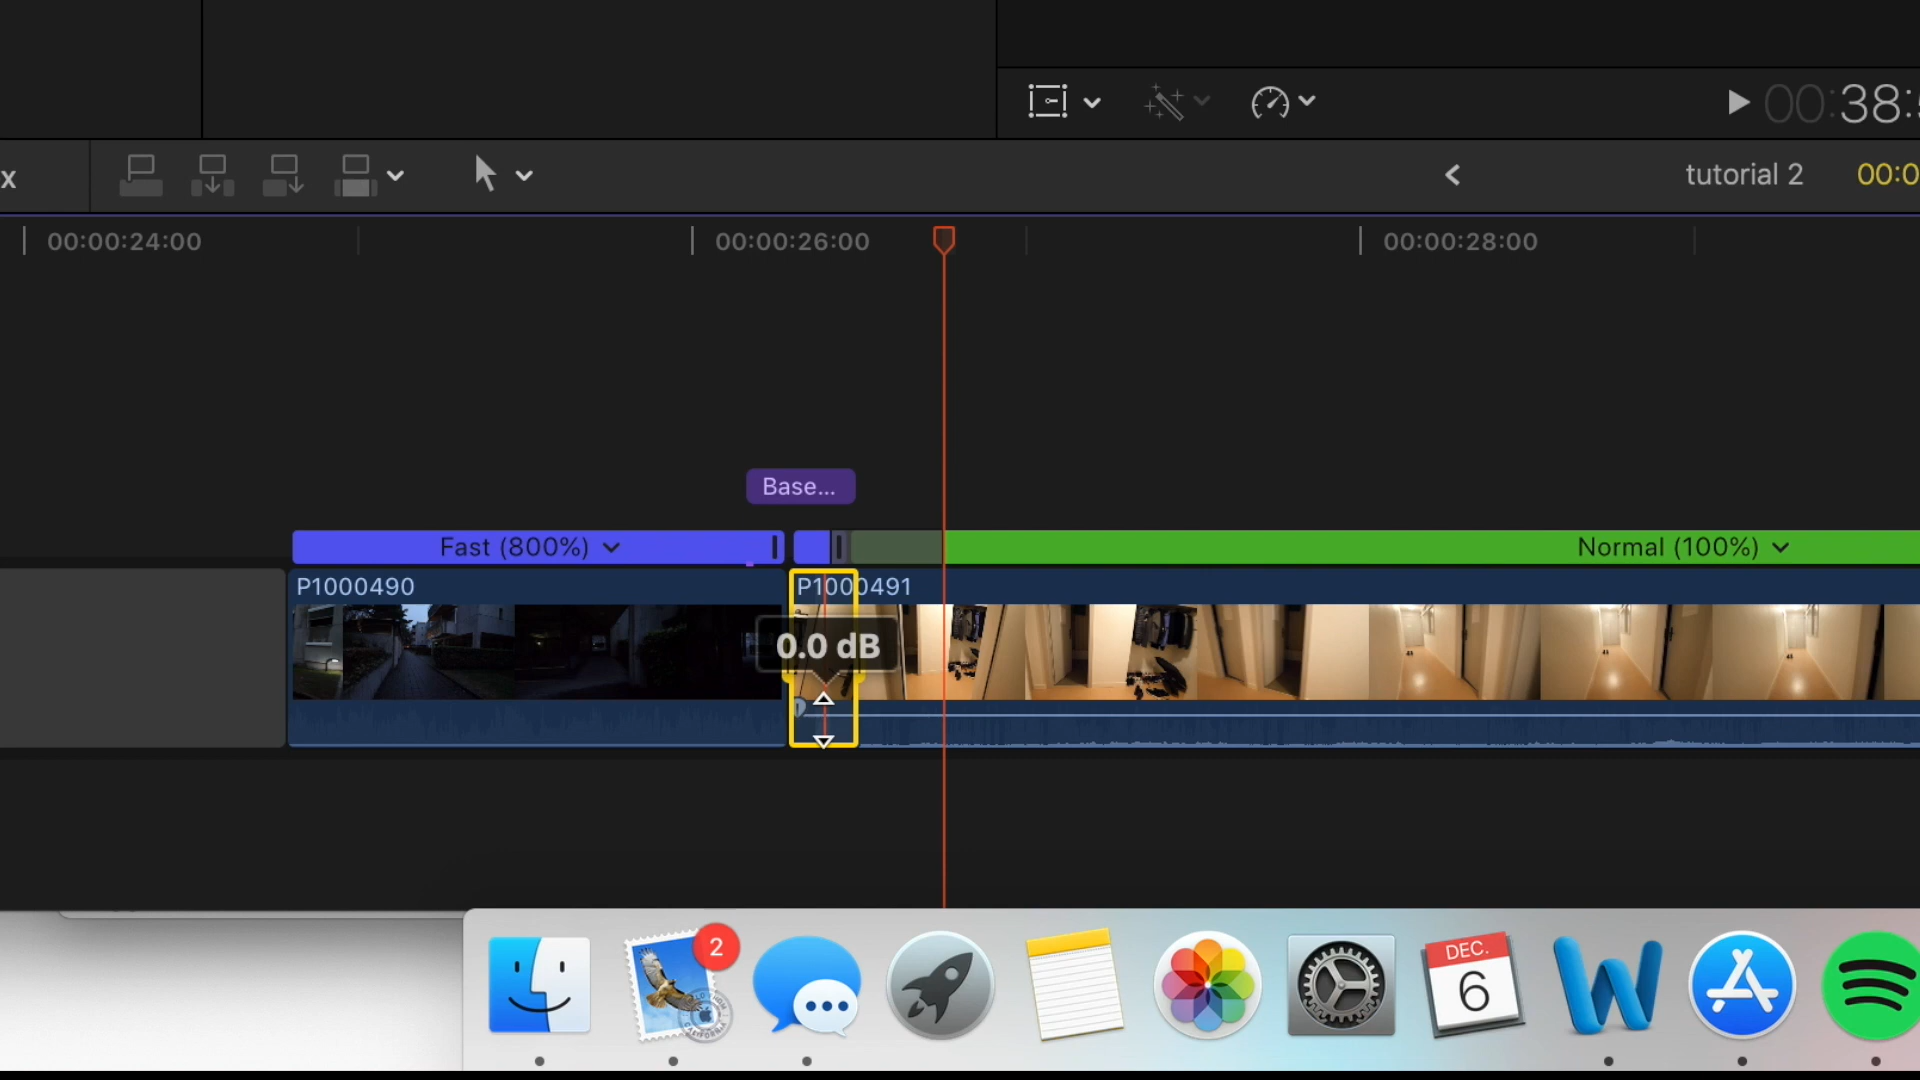 00:38:
x
tutorial 2
00:0
00:00:24:00
00:00:26:00
00:00:28:00
Base...
Fast (800%)
Normal (100%)
P1000490
P1000491
0.0 dB
2
DEC.
6